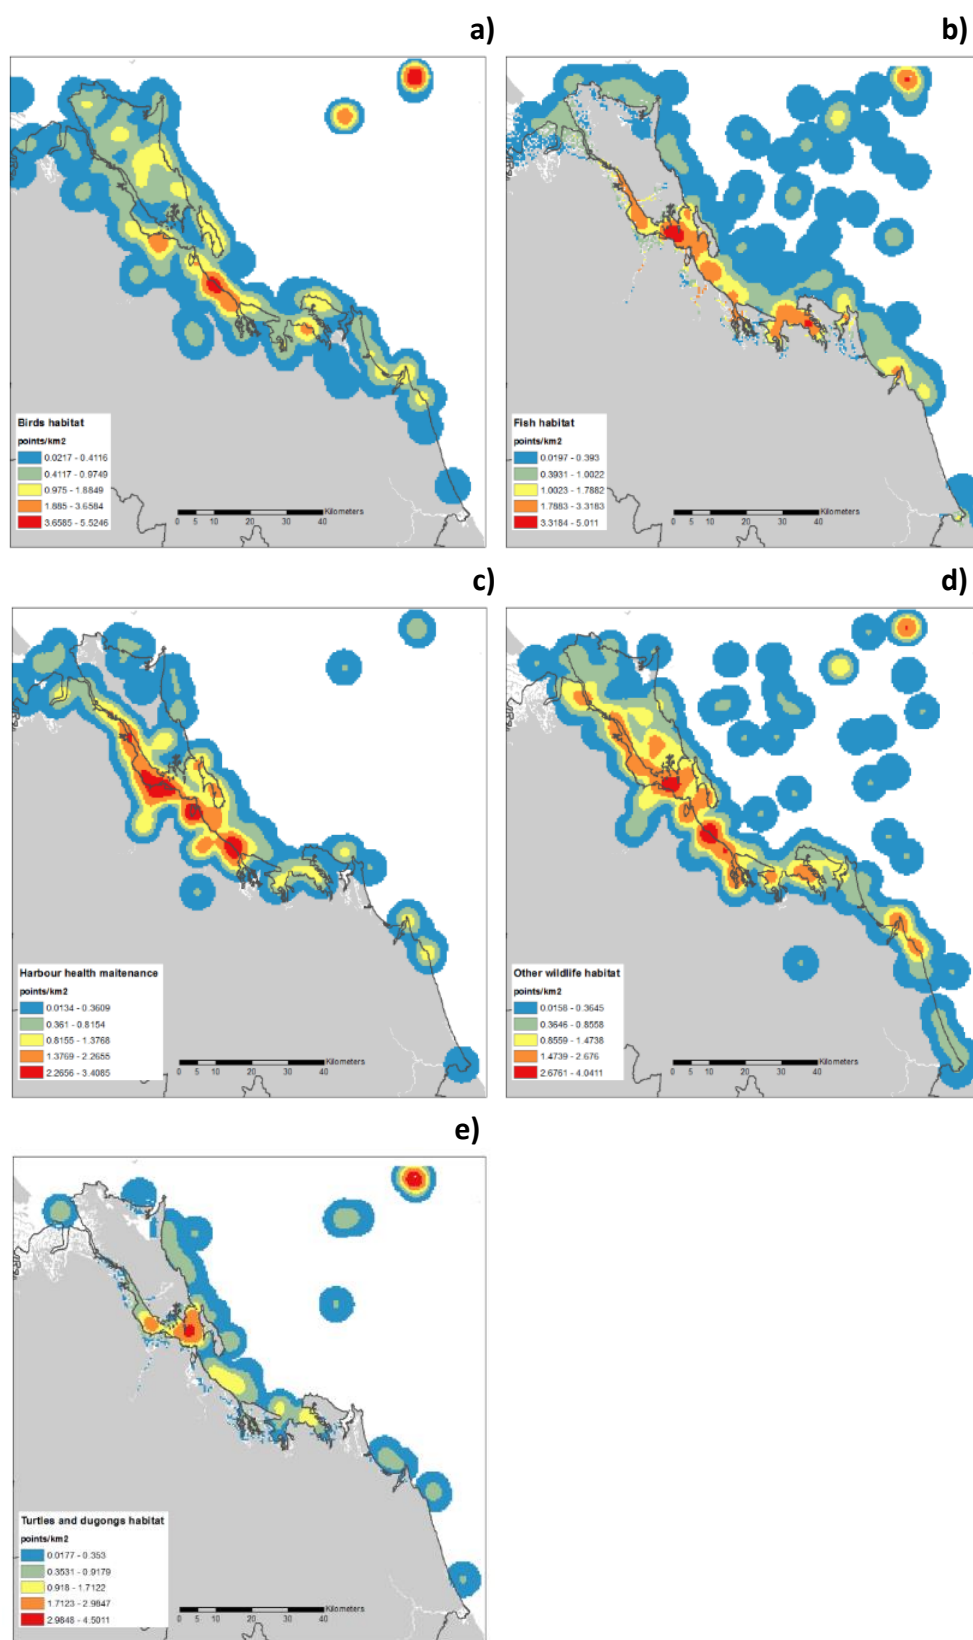 a)
Birds habitat
points/km2
0.0217 - 0.4116
0.4117 - 0.9749
0.975 - 1.8849
1.885 - 3.6584
3.6585 - 5.5246
0 5 10 20 30 40
Kilometers
b)
Fish habitat
points/km2
0.0197 - 0.393
0.3931 - 1.0022
1.0023 - 1.7882
1.7883 - 3.3183
3.3184 - 5.011
0 5 10 20 30 40
Kilometers
c)
Harbour health maitenance
points/km2
0.0134 - 0.3609
0.361 - 0.8154
0.8155 - 1.3768
1.3769 - 2.2655
2.2656 - 3.4085
0 5 10 20 30 40
Kilometers
d)
Other wildlife habitat
points/km2
0.0158 - 0.3645
0.3646 - 0.8558
0.8559 - 1.4738
1.4739 - 2.676
2.6761 - 4.0411
0 5 10 20 30 40
Kilometers
e)
Turtles and dugongs habitat
points/km2
0.0177 - 0.353
0.3531 - 0.9179
0.918 - 1.7122
1.7123 - 2.9847
2.9848 - 4.5011
0 5 10 20 30 40
Kilometers